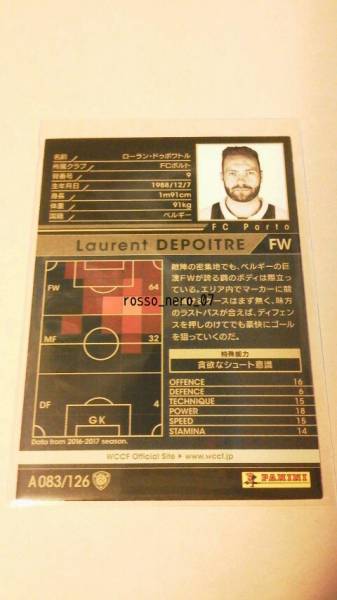 名前 ローラン・ドゥポワトル
所属クラブ FCポルト
背番号 9
生年月日 1988/12/7
身長 1m91cm
体重 91kg
国籍 ベルギー
FC Porto
Laurent DEPOITRE FW
FW 64
MF 32
DF 4
GK
Data from 2016-2017 season.
rosso_nero_07
敵陣の密集地でも、ベルギーの巨
漢FWが誇る鋼のボディは際立っ
ている。エリア内でマーカーに競
ースはまず無く、味方
のラストパスが合えば、ディフェン
スを押しのけてでも豪快にゴール
を狙っていくのだ。
特殊能力
貪欲なシュート意識
OFFENCE 16
DEFENCE 6
TECHNIQUE 15
POWER 18
SPEED 15
STAMINA 14
WCCF Official Site ▶ www.wccf.jp
A083/126
PANINI